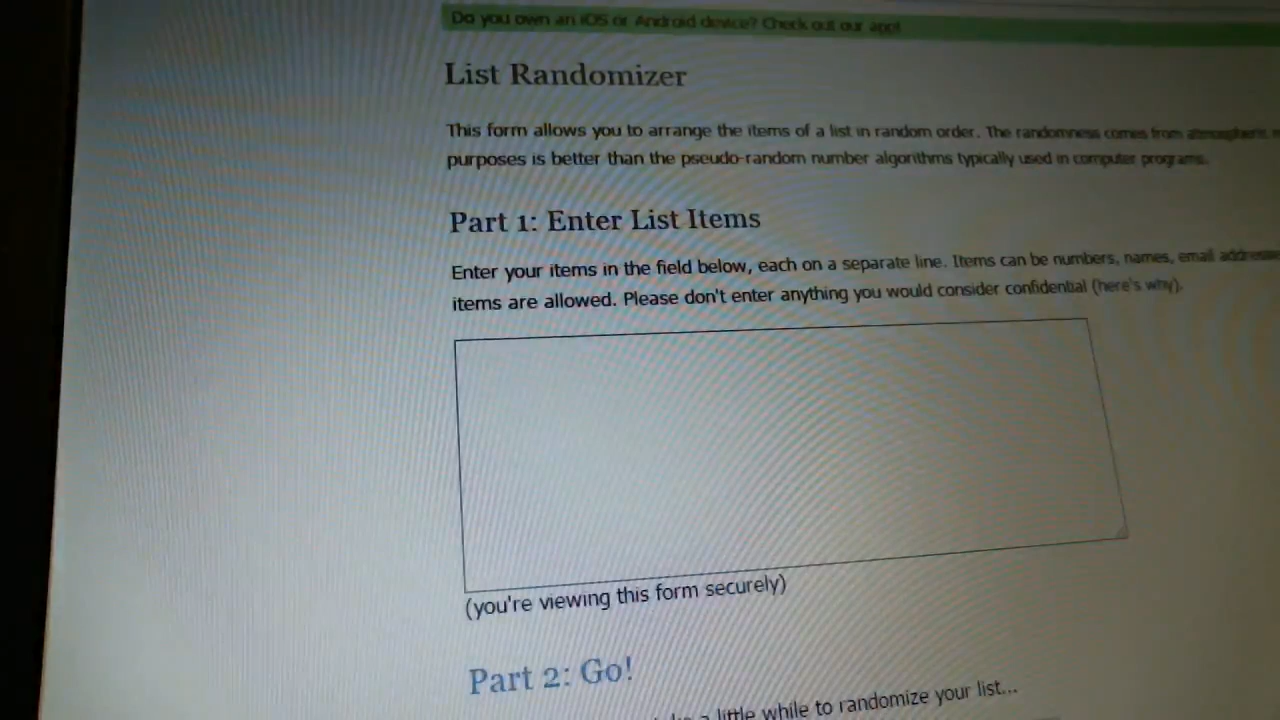 Do you own an iOS or Android device? Check out our app!
List Randomizer
This form allows you to arrange the items of a list in random order. The randomness comes from atmospheric
purposes is better than the pseudo-random number algorithms typically used in computer programs.
Part 1: Enter List Items
Enter your items in the field below, each on a separate line. Items can be numbers, names, email addresses
items are allowed. Please don't enter anything you would consider confidential (here's why).
(you're viewing this form securely)
Part 2: Go!
a little while to randomize your list...